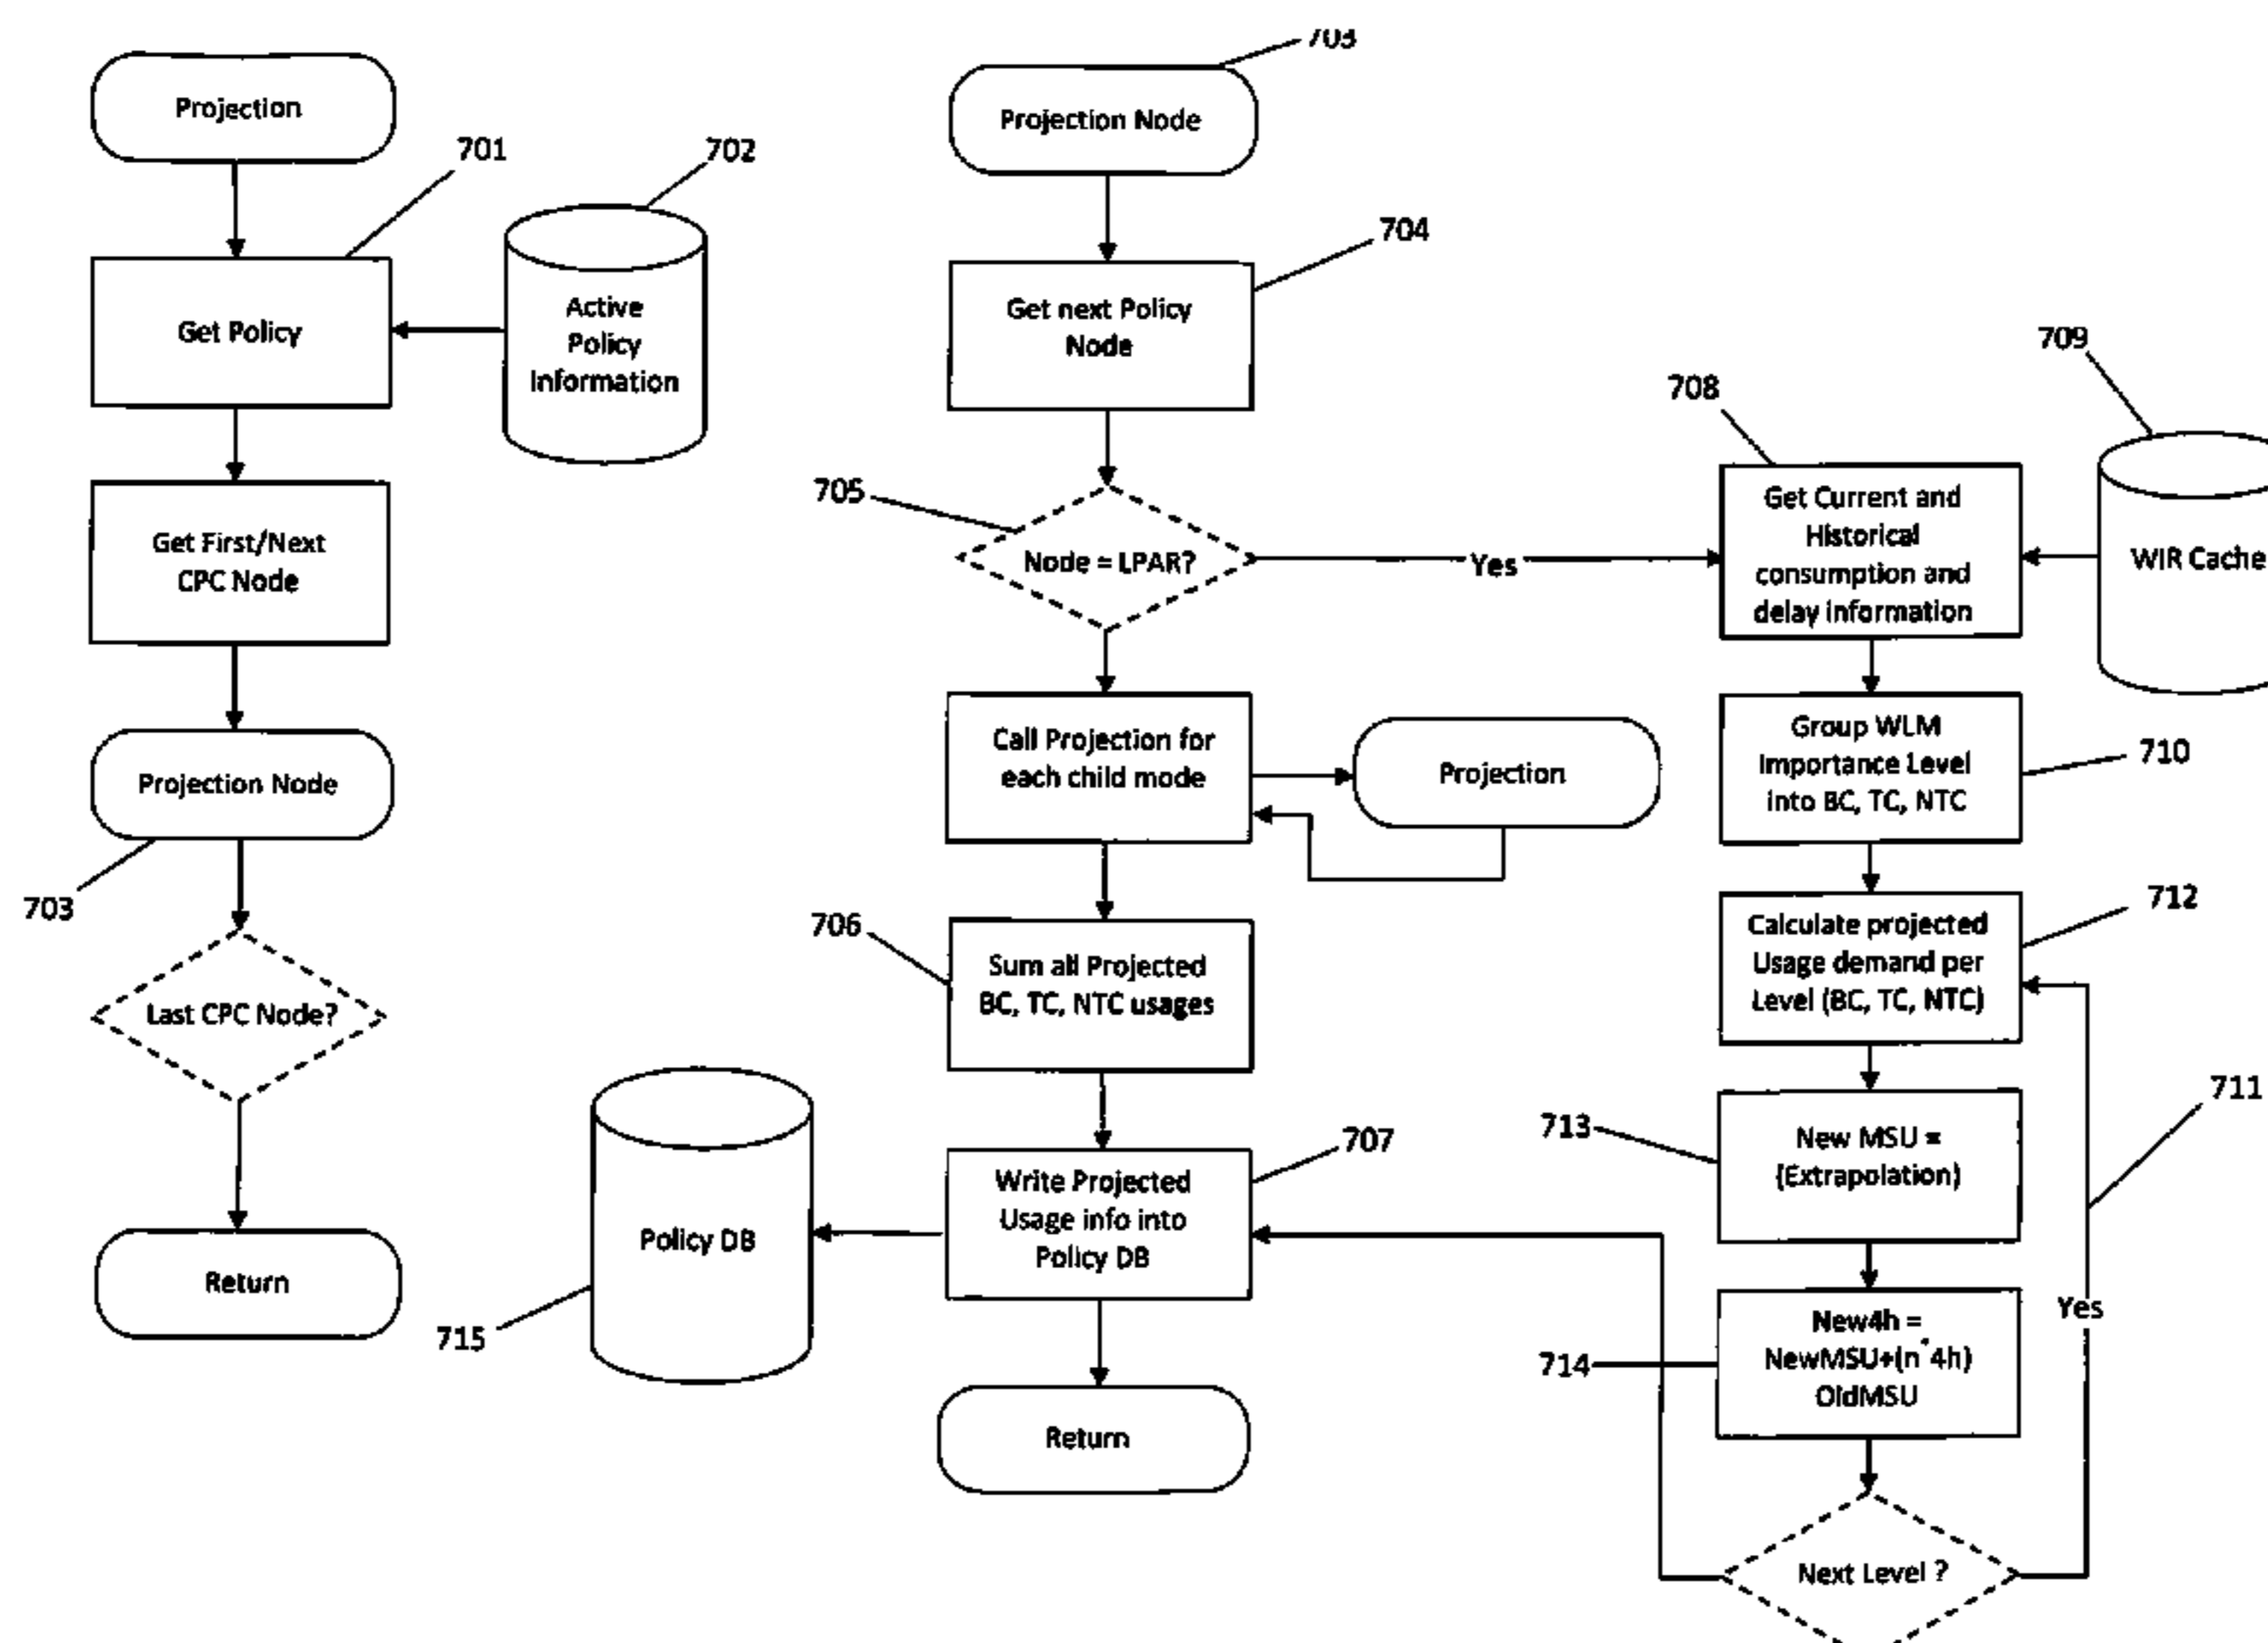 Projection
701
702
Get Policy
Active
Policy
Information
Get First/Next
CPC Node
Projection Node
703
Last CPC Node?
Return
703
Projection Node
704
Get next Policy
Node
705
Node = LPAR?
Yes
Call Projection for
each child mode
Projection
706
Sum all Projected
BC, TC, NTC usages
707
Write Projected
Usage info into
Policy DB
Policy DB
715
Return
708
709
Get Current and
Historical
consumption and
delay information
WIR Cache
Group WLM
Importance Level
into BC, TC, NTC
710
Calculate projected
Usage demand per
Level (BC, TC, NTC)
712
711
713
New MSU =
(Extrapolation)
Yes
714
New4h =
NewMSU+(n*4h)
OldMSU
Next Level ?